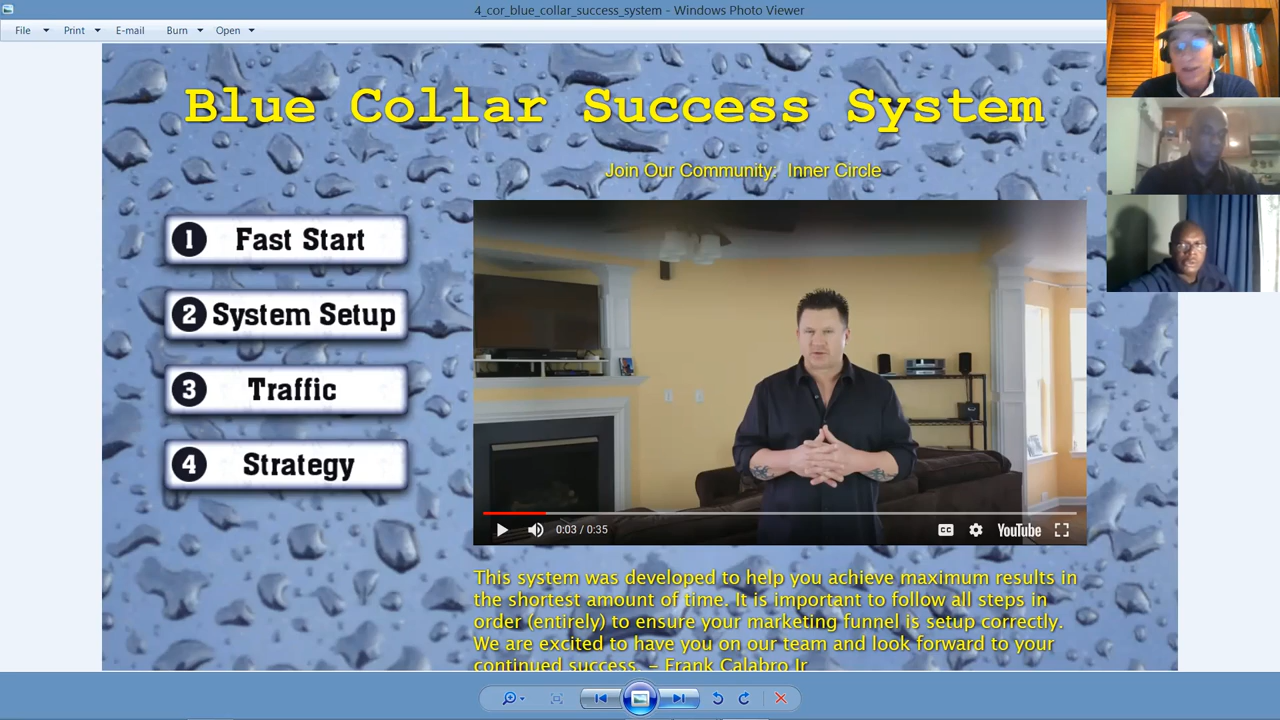 4_cor_blue_collar_success_system - Windows Photo Viewer
File Print E-mail Burn Open
Blue Collar Success System
Join Our Community: Inner Circle
1 Fast Start
2 System Setup
3 Traffic
4 Strategy
0:03 / 0:35 CC YouTube
This system was developed to help you achieve maximum results in
the shortest amount of time. It is important to follow all steps in
order (entirely) to ensure your marketing funnel is setup correctly.
We are excited to have you on our team and look forward to your
continued success. – Frank Calabro Jr